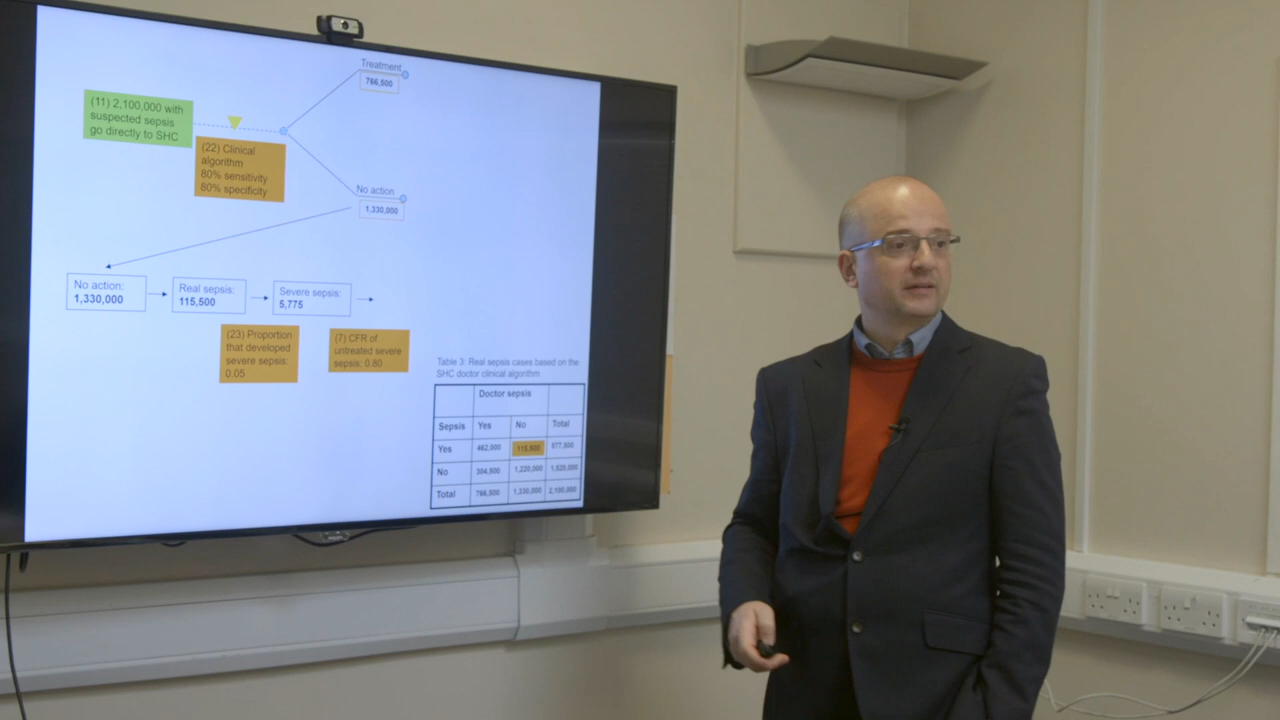 Treatment
766,500
(11) 2,100,000 with
suspected sepsis
go directly to SHC
(22) Clinical
algorithm
80% sensitivity
80% specificity
No action
1,330,000
No action:
1,330,000
Real sepsis:
115,500
Severe sepsis:
5,775
(23) Proportion
that developed
severe sepsis:
0.05
(7) CFR of
untreated severe
sepsis: 0.80
Table 3: Real sepsis cases based on the
SHC doctor clinical algorithm
Doctor sepsis
Sepsis Yes No Total
Yes 462,000 115,500 577,500
No 304,500 1,220,000 1,520,000
Total 766,500 1,330,000 2,100,000